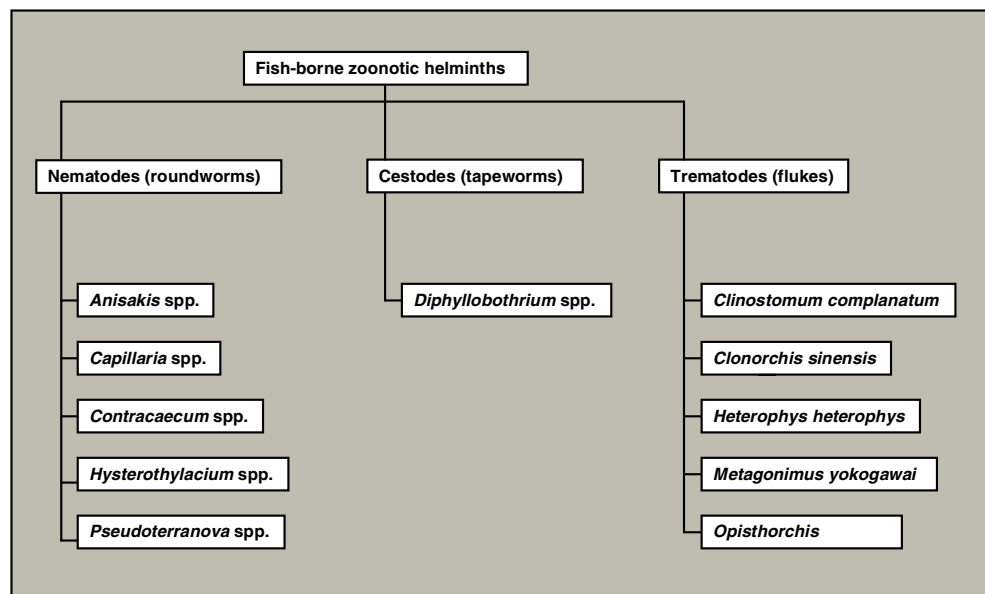 Fish-borne zoonotic helminths
Nematodes (roundworms)
Cestodes (tapeworms)
Trematodes (flukes)
Anisakis spp.
Capillaria spp.
Contracaecum spp.
Hysterothylacium spp.
Pseudoterranova spp.
Diphyllobothrium spp.
Clinostomum complanatum
Clonorchis sinensis
Heterophys heterophys
Metagonimus yokogawai
Opisthorchis